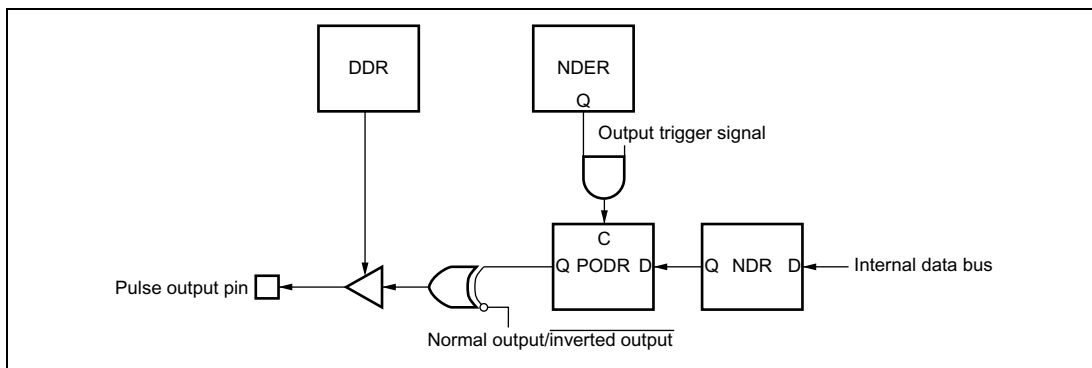 DDR
NDER
Q
Output trigger signal
C
Q PODR D
Q NDR D
Internal data bus
Pulse output pin
Normal output/inverted output